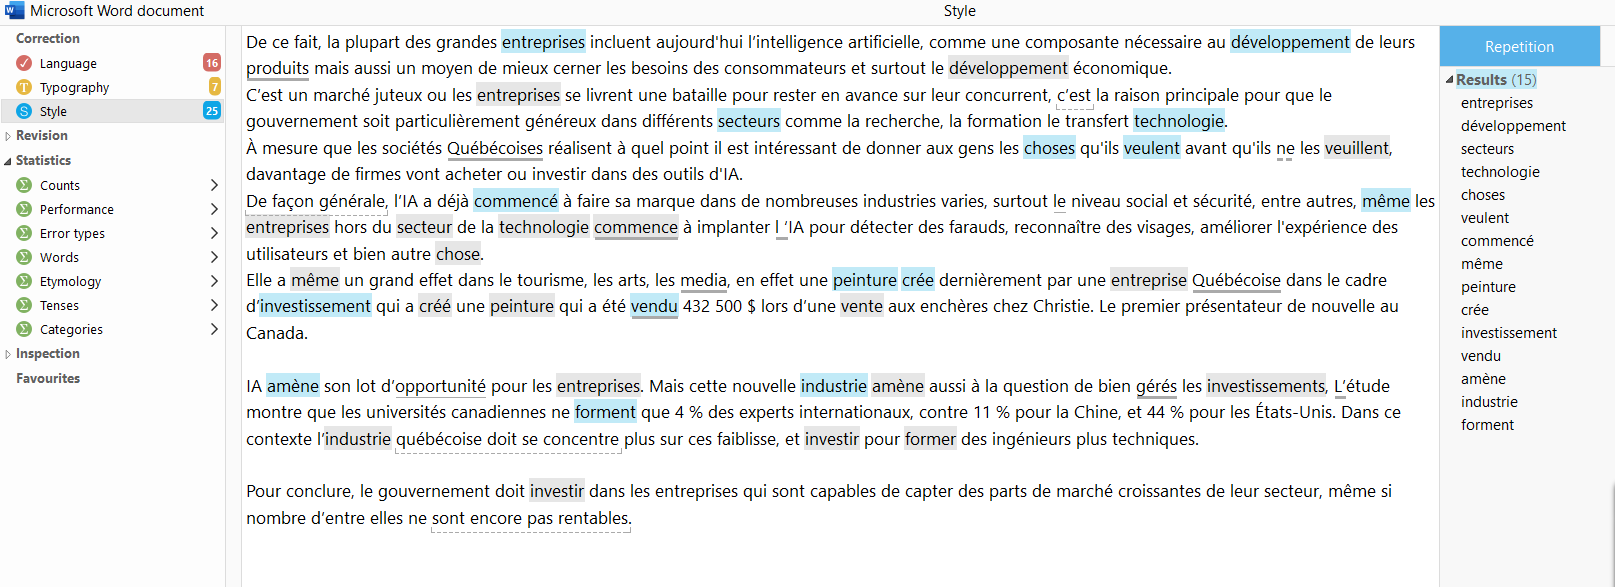 Microsoft Word document
Style
Correction
Language 16
Typography 7
Style 25
Revision
Statistics
Counts
Performance
Error types
Words
Etymology
Tenses
Categories
Inspection
Favourites
De ce fait, la plupart des grandes entreprises incluent aujourd'hui l’intelligence artificielle, comme une composante nécessaire au développement de leurs
produits mais aussi un moyen de mieux cerner les besoins des consommateurs et surtout le développement économique.
C’est un marché juteux ou les entreprises se livrent une bataille pour rester en avance sur leur concurrent, c’est la raison principale pour que le
gouvernement soit particulièrement généreux dans différents secteurs comme la recherche, la formation le transfert technologie.
À mesure que les sociétés Québécoises réalisent à quel point il est intéressant de donner aux gens les choses qu'ils veulent avant qu'ils ne les veuillent,
davantage de firmes vont acheter ou investir dans des outils d'IA.
De façon générale, l’IA a déjà commencé à faire sa marque dans de nombreuses industries varies, surtout le niveau social et sécurité, entre autres, même les
entreprises hors du secteur de la technologie commence à implanter l ‘IA pour détecter des farauds, reconnaître des visages, améliorer l'expérience des
utilisateurs et bien autre chose.
Elle a même un grand effet dans le tourisme, les arts, les media, en effet une peinture crée dernièrement par une entreprise Québécoise dans le cadre
d’investissement qui a créé une peinture qui a été vendu 432 500 $ lors d’une vente aux enchères chez Christie. Le premier présentateur de nouvelle au
Canada.
IA amène son lot d’opportunité pour les entreprises. Mais cette nouvelle industrie amène aussi à la question de bien gérés les investissements, L’étude
montre que les universités canadiennes ne forment que 4 % des experts internationaux, contre 11 % pour la Chine, et 44 % pour les États-Unis. Dans ce
contexte l’industrie québécoise doit se concentre plus sur ces faiblisse, et investir pour former des ingénieurs plus techniques.
Pour conclure, le gouvernement doit investir dans les entreprises qui sont capables de capter des parts de marché croissantes de leur secteur, même si
nombre d’entre elles ne sont encore pas rentables.
Repetition
Results (15)
entreprises
développement
secteurs
technologie
choses
veulent
commencé
même
peinture
crée
investissement
vendu
amène
industrie
forment